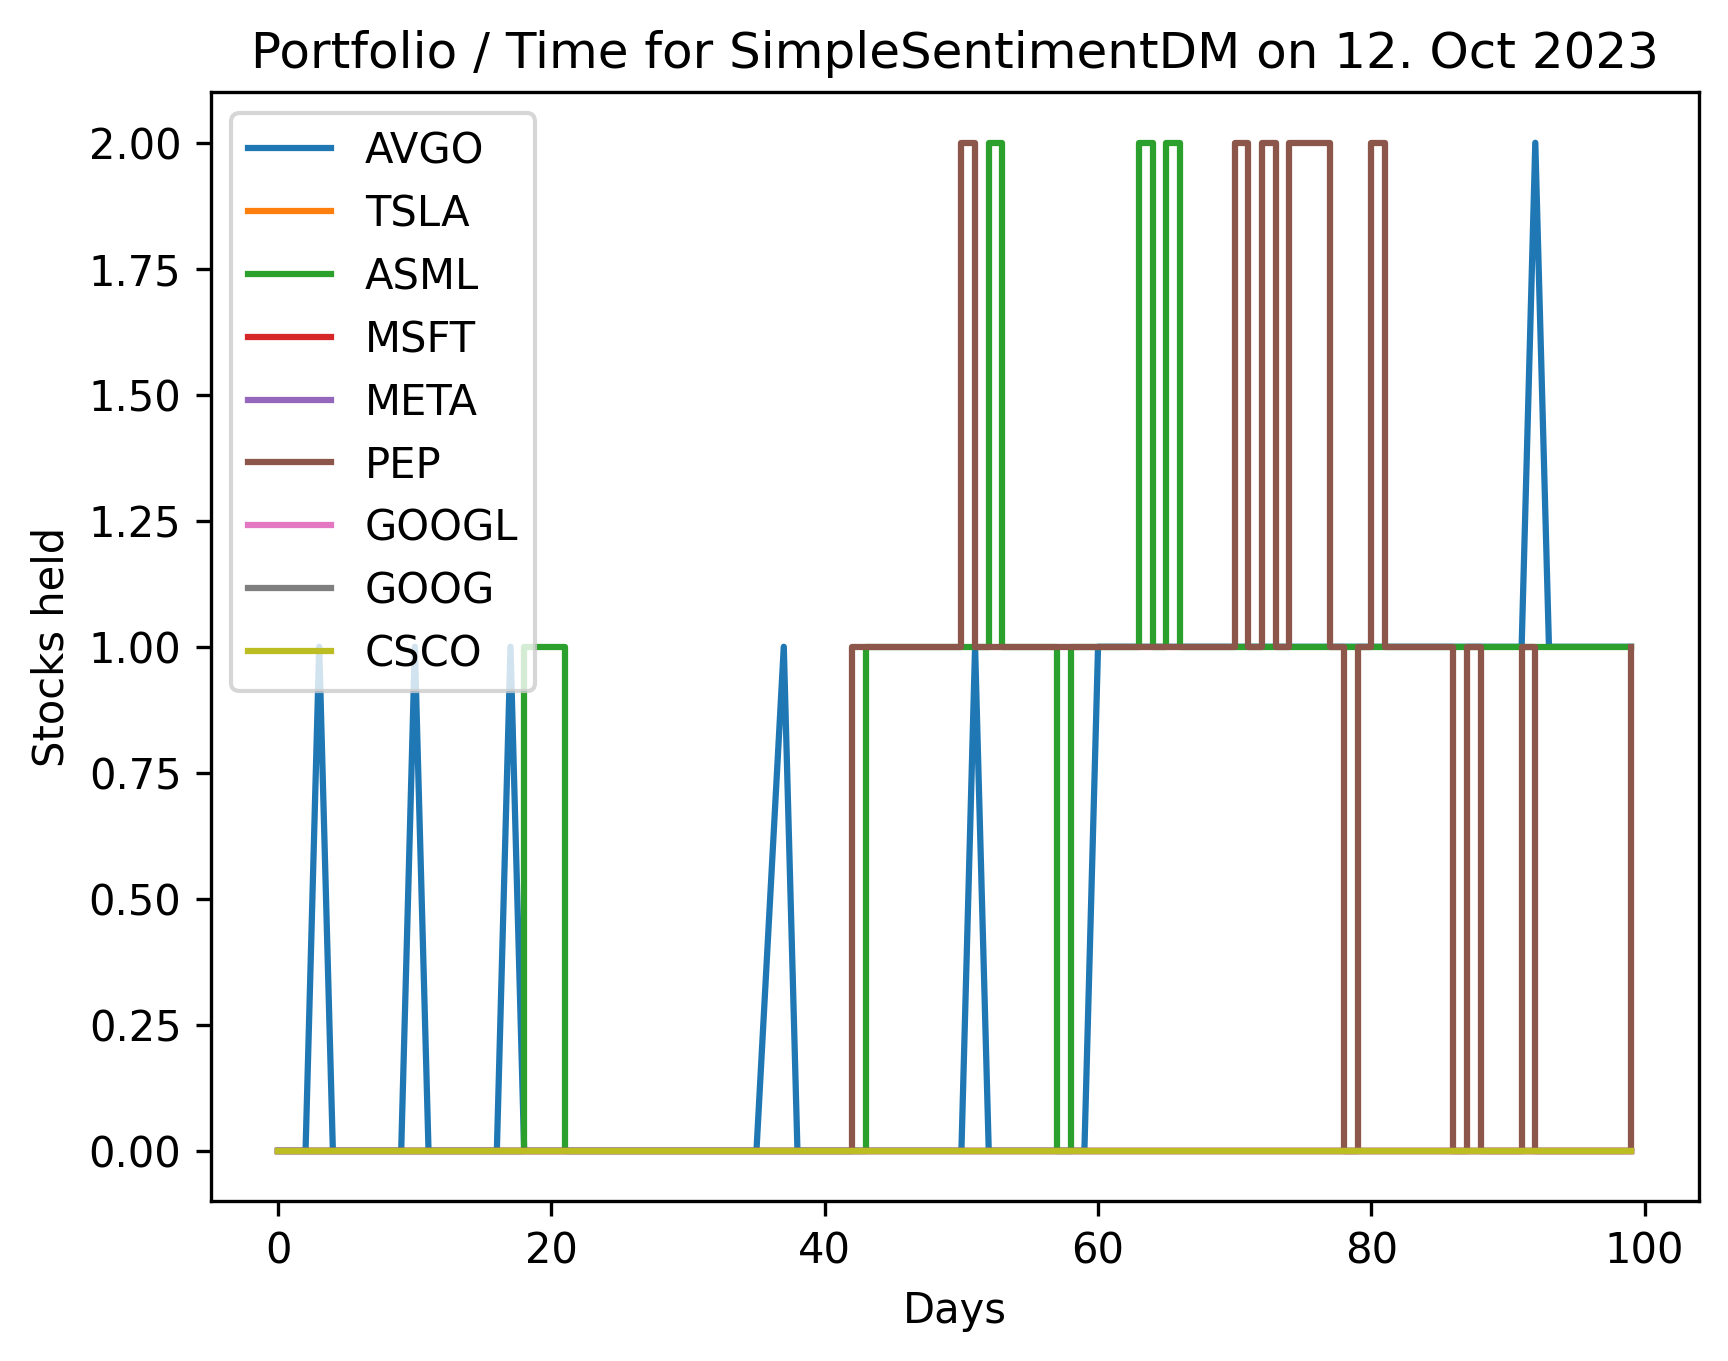 Portfolio / Time for SimpleSentimentDM on 12. Oct 2023
AVGO
TSLA
ASML
MSFT
META
PEP
GOOGL
GOOG
CSCO
2.00
1.75
1.50
1.25
1.00
0.75
0.50
0.25
0.00
Stocks held
0 20 40 60 80 100
Days